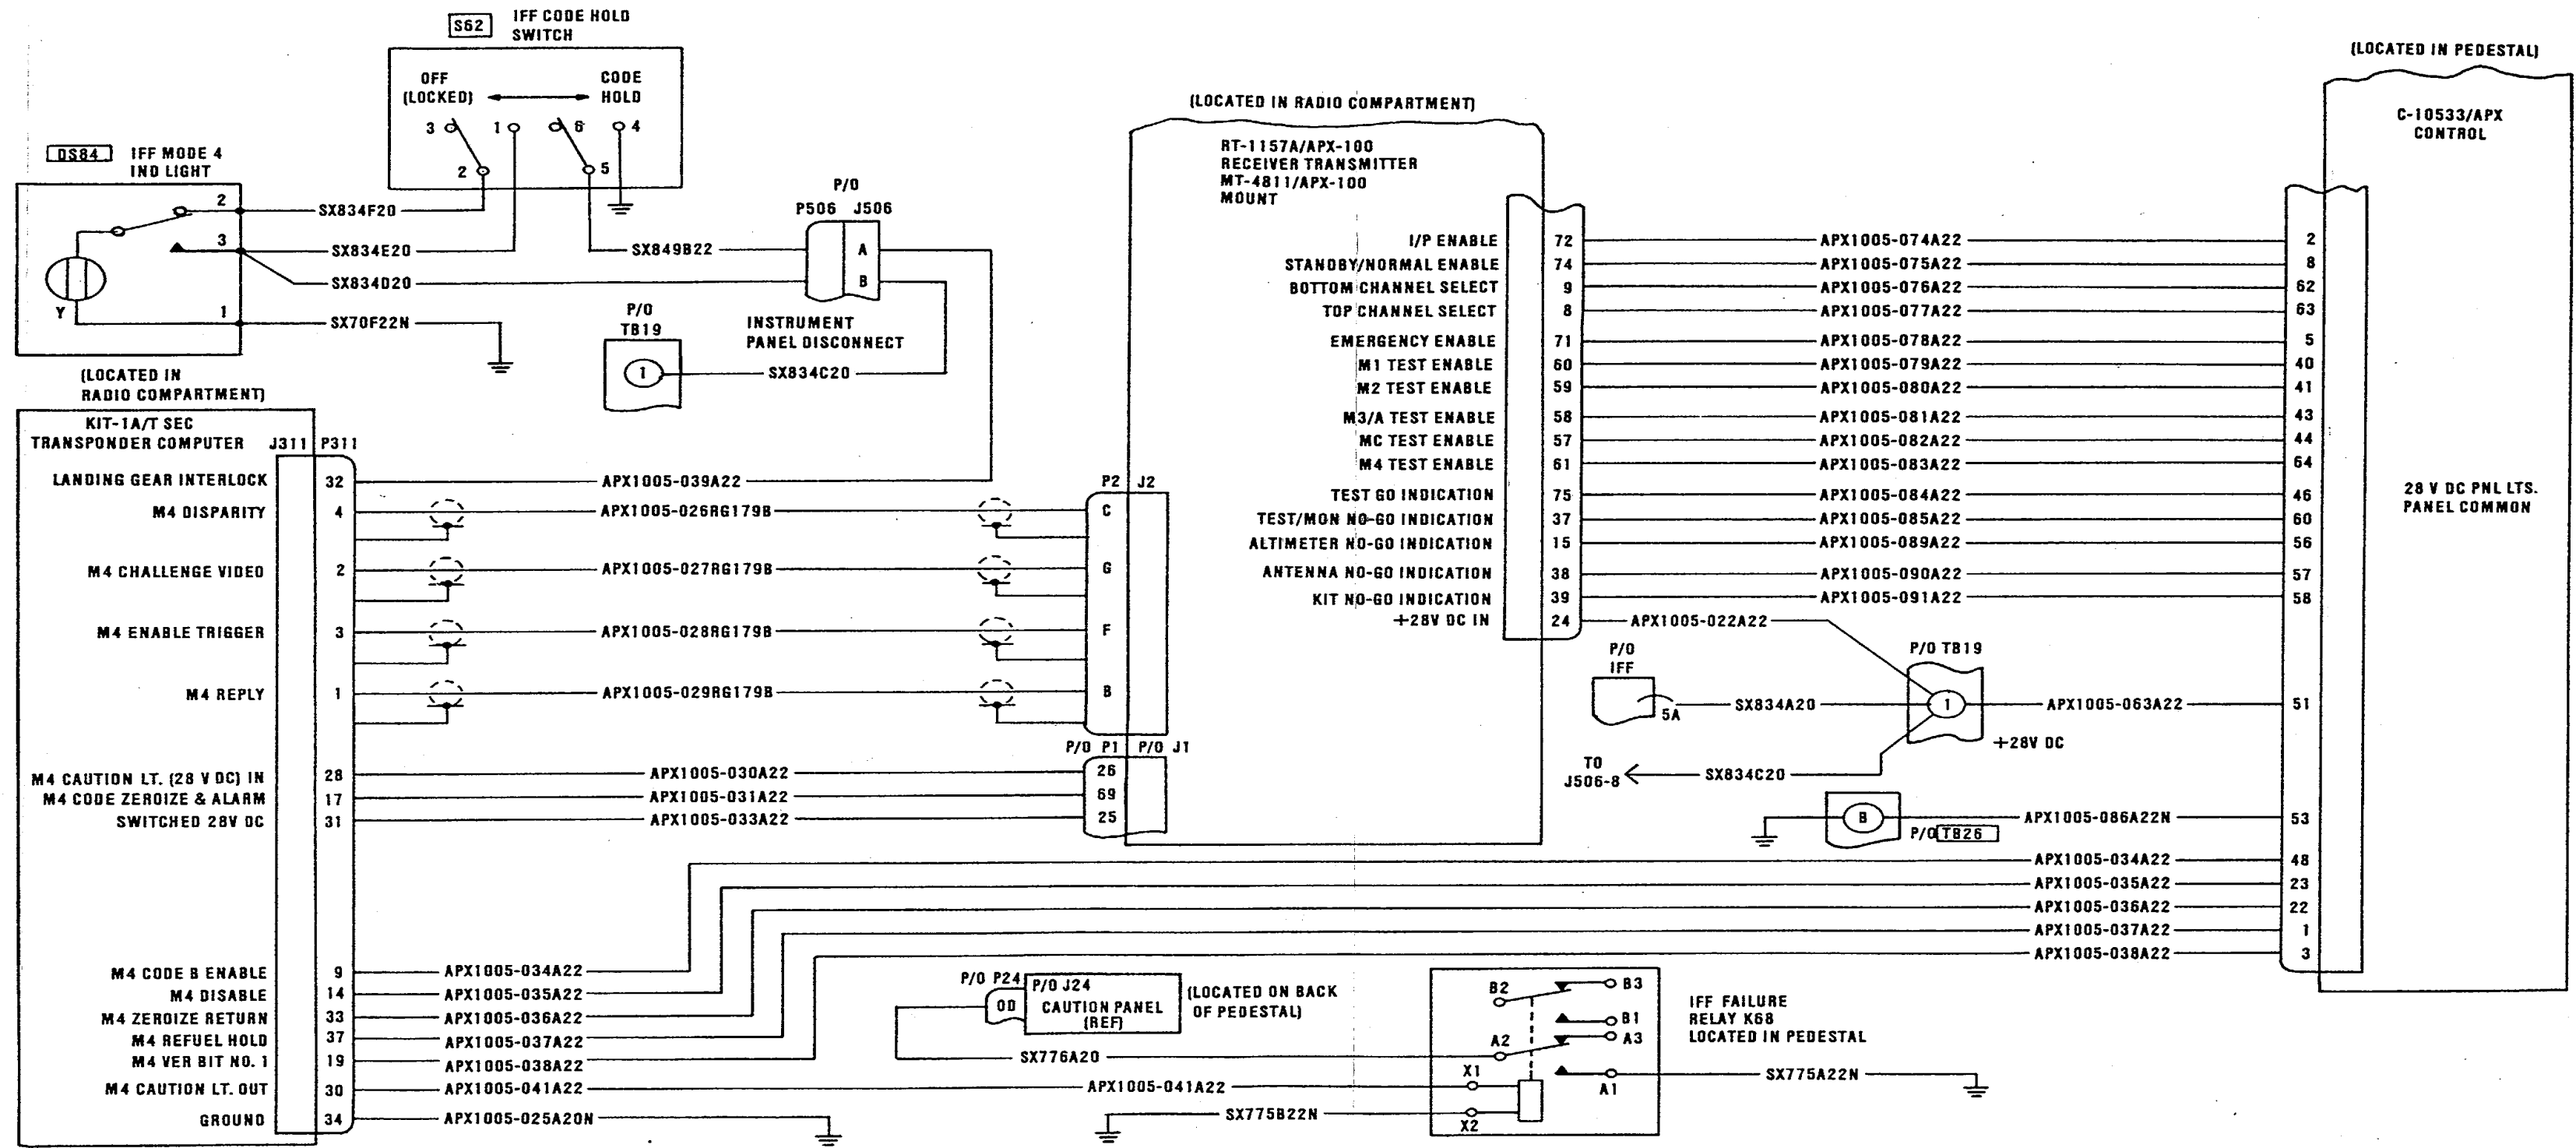 S62 IFF CODE HOLD
SWITCH
OFF
(LOCKED)
CODE
HOLD
3
1
6
4
2
5
DS84 IFF MODE 4
IND LIGHT
2
3
1
Y
SX834F20
SX834E20
SX834D20
SX70F22N
SX849B22
P/O
P506 J506
A
B
P/O
TB19
1
INSTRUMENT
PANEL DISCONNECT
SX834C20
(LOCATED IN
RADIO COMPARTMENT)
KIT-1A/T SEC
TRANSPONDER COMPUTER
J311 P311
LANDING GEAR INTERLOCK 32 APX1005-039A22
M4 DISPARITY 4 APX1005-026RG179B C
M4 CHALLENGE VIDEO 2 APX1005-027RG179B G
M4 ENABLE TRIGGER 3 APX1005-028RG179B F
M4 REPLY 1 APX1005-029RG179B B
P2 J2
P/O P1 P/O J1
M4 CAUTION LT. (28 V DC) IN 28 APX1005-030A22 26
M4 CODE ZEROIZE & ALARM 17 APX1005-031A22 69
SWITCHED 28V DC 31 APX1005-033A22 25
M4 CODE B ENABLE 9 APX1005-034A22
M4 DISABLE 14 APX1005-035A22
M4 ZEROIZE RETURN 33 APX1005-036A22
M4 REFUEL HOLD 37 APX1005-037A22
M4 VER BIT NO. 1 19 APX1005-038A22
M4 CAUTION LT. OUT 30 APX1005-041A22 APX1005-041A22
GROUND 34 APX1005-025A20N
(LOCATED IN RADIO COMPARTMENT)
RT-1157A/APX-100
RECEIVER TRANSMITTER
MT-4811/APX-100
MOUNT
I/P ENABLE 72 APX1005-074A22 2
STANDBY/NORMAL ENABLE 74 APX1005-075A22 8
BOTTOM CHANNEL SELECT 9 APX1005-076A22 62
TOP CHANNEL SELECT 8 APX1005-077A22 63
EMERGENCY ENABLE 71 APX1005-078A22 5
M1 TEST ENABLE 60 APX1005-079A22 40
M2 TEST ENABLE 59 APX1005-080A22 41
M3/A TEST ENABLE 58 APX1005-081A22 43
MC TEST ENABLE 57 APX1005-082A22 44
M4 TEST ENABLE 61 APX1005-083A22 64
TEST GO INDICATION 75 APX1005-084A22 46
TEST/MON NO-GO INDICATION 37 APX1005-085A22 60
ALTIMETER NO-GO INDICATION 15 APX1005-089A22 56
ANTENNA NO-GO INDICATION 38 APX1005-090A22 57
KIT NO-GO INDICATION 39 APX1005-091A22 58
+28V DC IN 24 APX1005-022A22
P/O
IFF
5A
SX834A20
P/O TB19
1
APX1005-063A22 51
+28V DC
TO
J506-8
SX834C20
B
P/O TB26
APX1005-086A22N 53
APX1005-034A22 48
APX1005-035A22 23
APX1005-036A22 22
APX1005-037A22 1
APX1005-038A22 3
(LOCATED IN PEDESTAL)
C-10533/APX
CONTROL
28 V DC PNL LTS.
PANEL COMMON
P/O P24 P/O J24
OD
CAUTION PANEL
(REF)
(LOCATED ON BACK
OF PEDESTAL)
SX776A20
B2
B3
B1
A2
A3
X1
A1
X2
IFF FAILURE
RELAY K68
LOCATED IN PEDESTAL
SX775A22N
SX775B22N